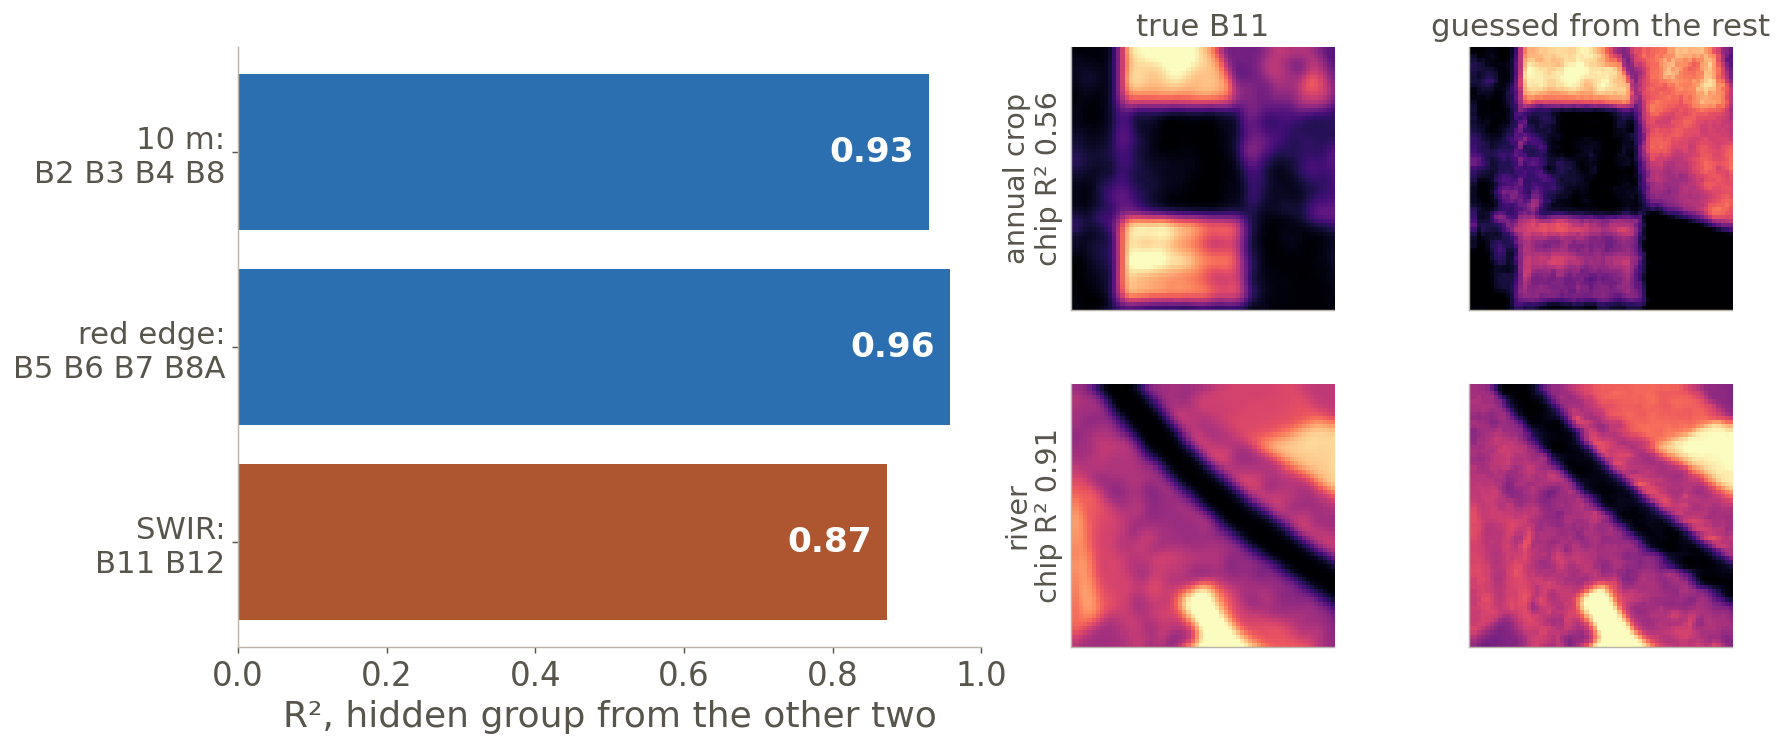 10 m:
B2 B3 B4 B8
0.93
red edge:
B5 B6 B7 B8A
0.96
SWIR:
B11 B12
0.87
0.0 0.2 0.4 0.6 0.8 1.0
R², hidden group from the other two
true B11
guessed from the rest
annual crop
chip R² 0.56
river
chip R² 0.91